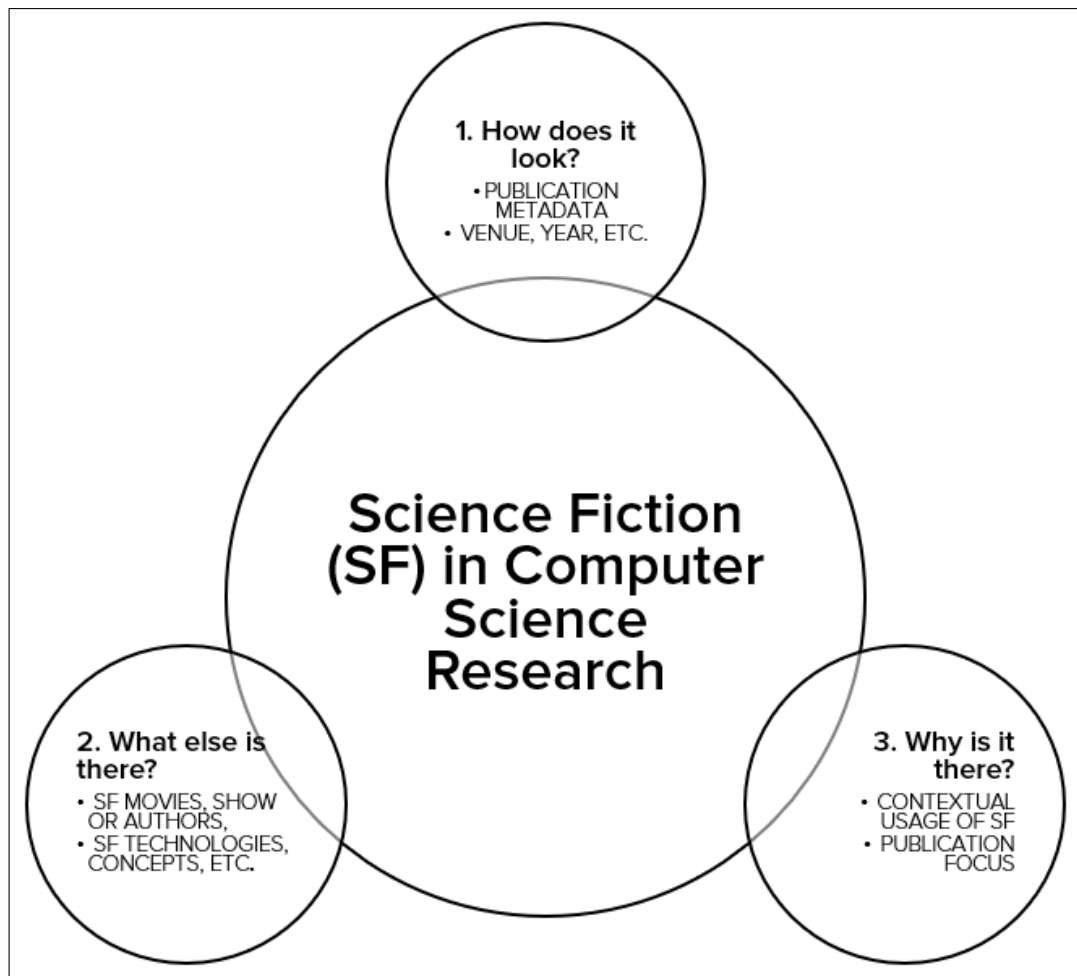 1. How does it
look?
• PUBLICATION
METADATA
• VENUE, YEAR, ETC.
Science Fiction
(SF) in Computer
Science
Research
2. What else is
there?
• SF MOVIES, SHOW
OR AUTHORS,
• SF TECHNOLOGIES,
CONCEPTS, ETC.
3. Why is it
there?
• CONTEXTUAL
USAGE OF SF
• PUBLICATION
FOCUS